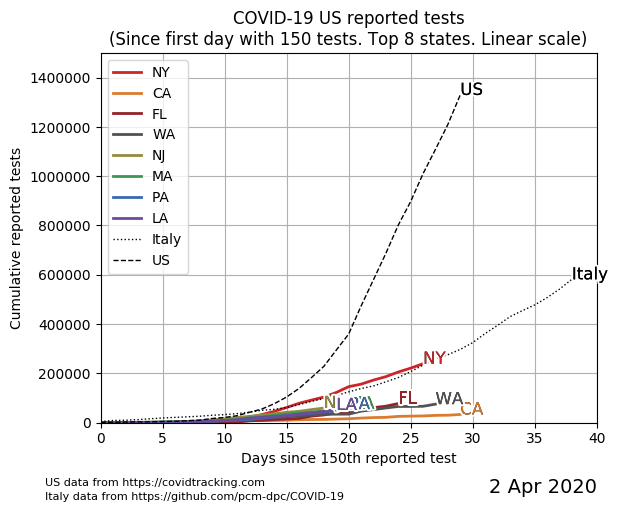 COVID-19 US reported tests
(Since first day with 150 tests. Top 8 states. Linear scale)
Cumulative reported tests
1400000
1200000
1000000
800000
600000
400000
200000
0
NY
CA
FL
WA
NJ
MA
PA
LA
Italy
US
US
Italy
NY
N
LA
A
FL
WA
CA
0 5 10 15 20 25 30 35 40
Days since 150th reported test
US data from https://covidtracking.com
Italy data from https://github.com/pcm-dpc/COVID-19
2 Apr 2020